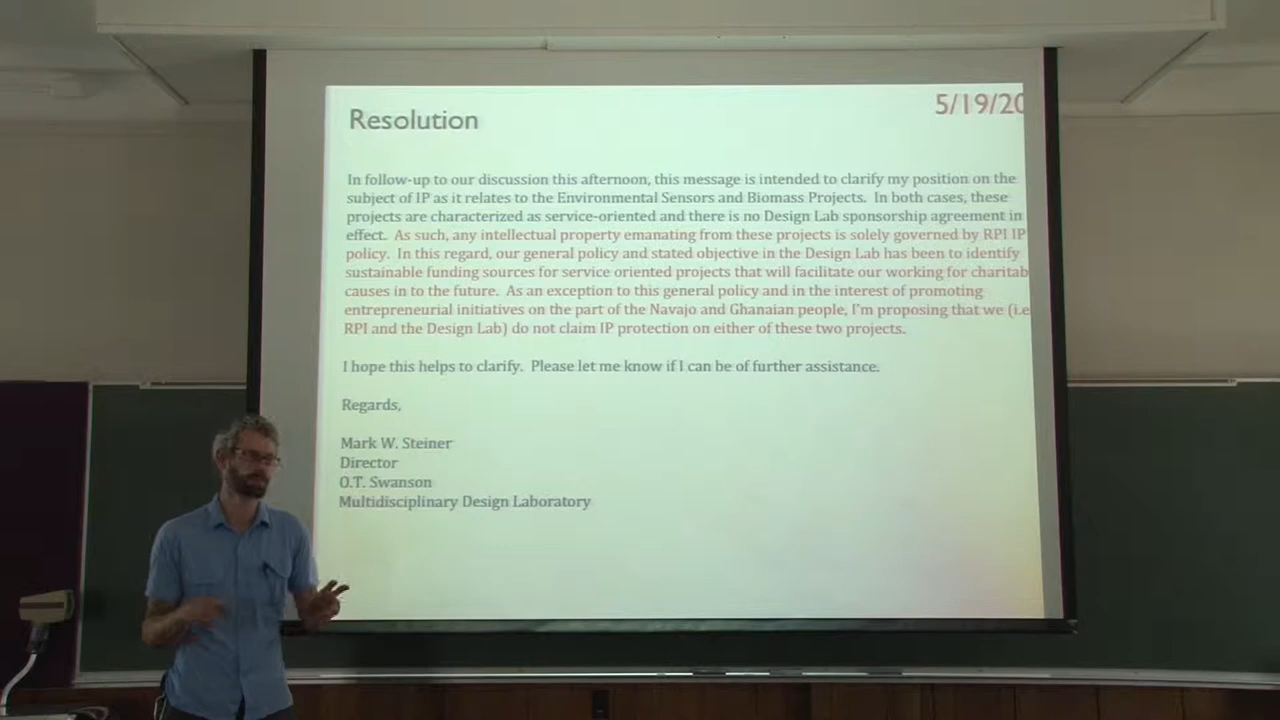 Resolution
5/19/20
In follow-up to our discussion this afternoon, this message is intended to clarify my position on the
subject of IP as it relates to the Environmental Sensors and Biomass Projects. In both cases, these
projects are characterized as service-oriented and there is no Design Lab sponsorship agreement in
effect. As such, any intellectual property emanating from these projects is solely governed by RPI IP
policy. In this regard, our general policy and stated objective in the Design Lab has been to identify
sustainable funding sources for service oriented projects that will facilitate our working for charitab
causes in to the future. As an exception to this general policy and in the interest of promoting
entrepreneurial initiatives on the part of the Navajo and Ghanaian people, I'm proposing that we (i.e
RPI and the Design Lab) do not claim IP protection on either of these two projects.
I hope this helps to clarify. Please let me know if I can be of further assistance.
Regards,
Mark W. Steiner
Director
O.T. Swanson
Multidisciplinary Design Laboratory